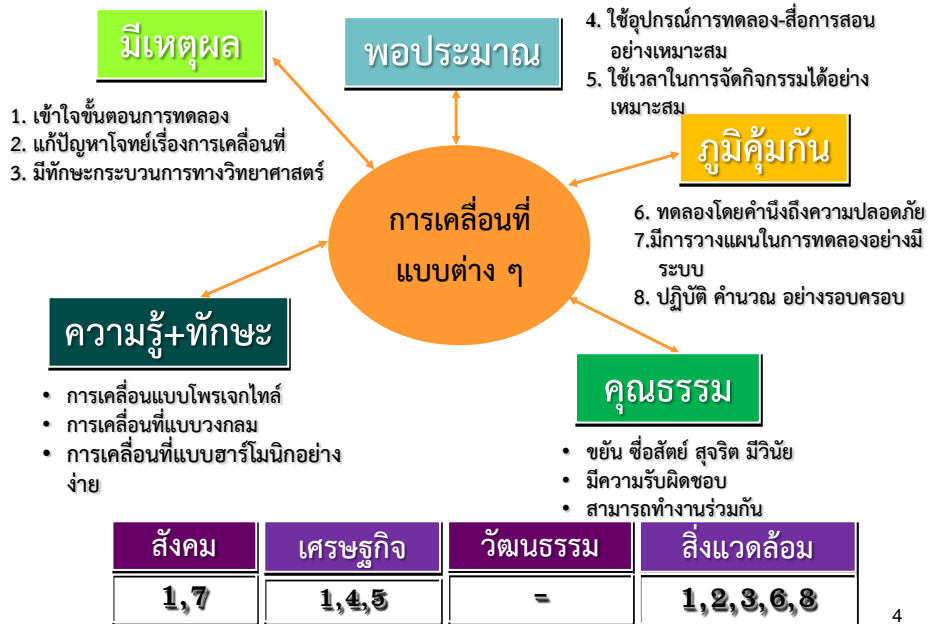 มีเหตุผล
1. เข้าใจขั้นตอนการทดลอง
2. แก้ปัญหาโจทย์เรื่องการเคลื่อนที่
3. มีทักษะกระบวนการทางวิทยาศาสตร์
พอประมาณ
4. ใช้อุปกรณ์การทดลอง-สื่อการสอน
อย่างเหมาะสม
5. ใช้เวลาในการจัดกิจกรรมได้อย่าง
เหมาะสม
ภูมิคุ้มกัน
6. ทดลองโดยคำนึงถึงความปลอดภัย
7.มีการวางแผนในการทดลองอย่างมี
ระบบ
8. ปฏิบัติ คำนวณ อย่างรอบครอบ
การเคลื่อนที่
แบบต่าง ๆ
ความรู้+ทักษะ
• การเคลื่อนแบบโพรเจกไทล์
• การเคลื่อนที่แบบวงกลม
• การเคลื่อนที่แบบฮาร์โมนิกอย่าง
ง่าย
คุณธรรม
• ขยัน ซื่อสัตย์ สุจริต มีวินัย
• มีความรับผิดชอบ
• สามารถทำงานร่วมกัน
สังคม เศรษฐกิจ วัฒนธรรม สิ่งแวดล้อม
1,7 1,4,5 - 1,2,3,6,8
4